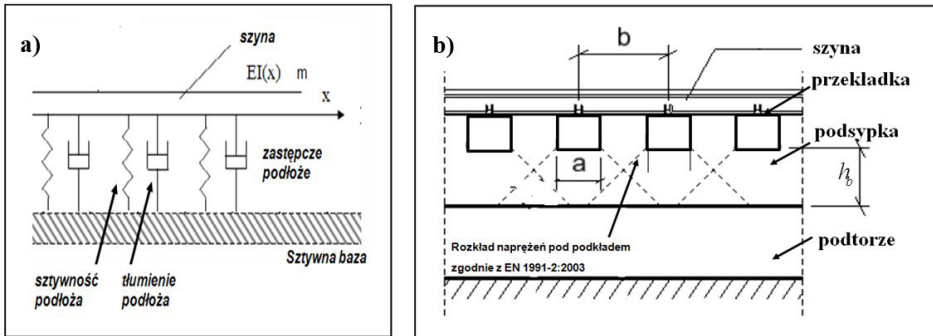 a)
szyna
EI(x) m
x
zastępcze
podłoże
Sztywna baza
sztywność
podłoża
tłumienie
podłoża
b)
b
szyna
przekładka
podsypka
a
h
Rozkład naprężeń pod podkładem
zgodnie z EN 1991-2:2003
podtorze